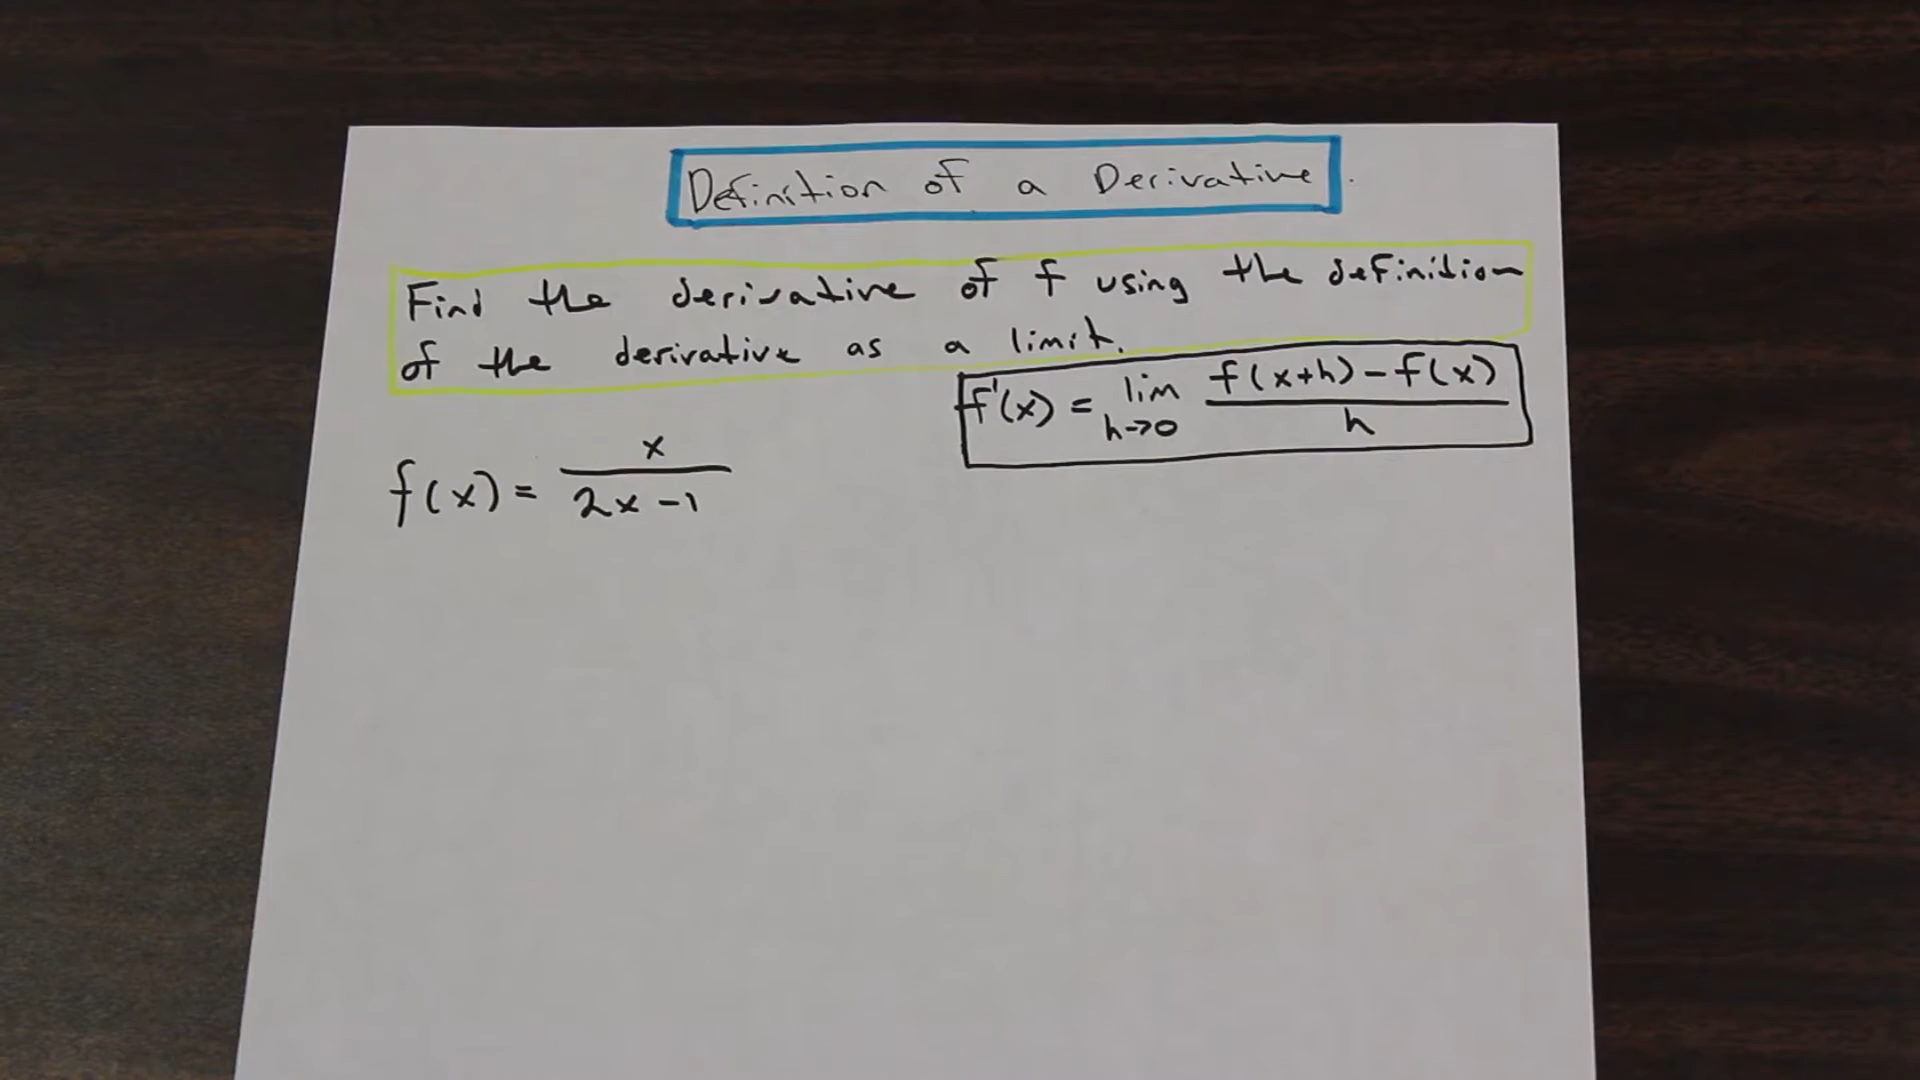 Definition of a Derivative.
Find the derivative of f using the definition
of the derivative as a limit.
f'(x) = lim h→0 f(x+h) - f(x) / h
f(x) = x / 2x - 1